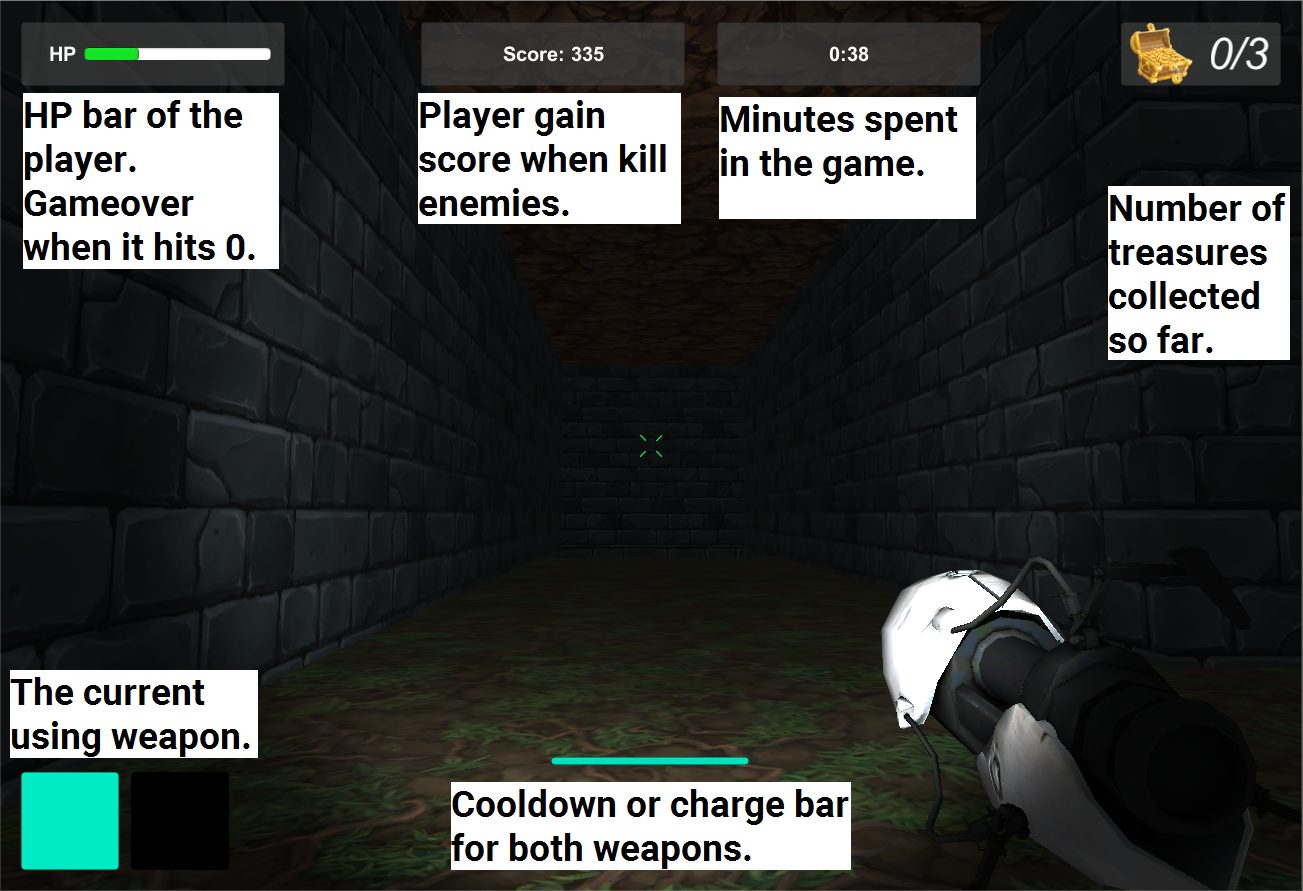 HP
Score: 335
0:38
0/3
HP bar of the
player.
Gameover
when it hits 0.
Player gain
score when kill
enemies.
Minutes spent
in the game.
Number of
treasures
collected
so far.
The current
using weapon.
Cooldown or charge bar
for both weapons.